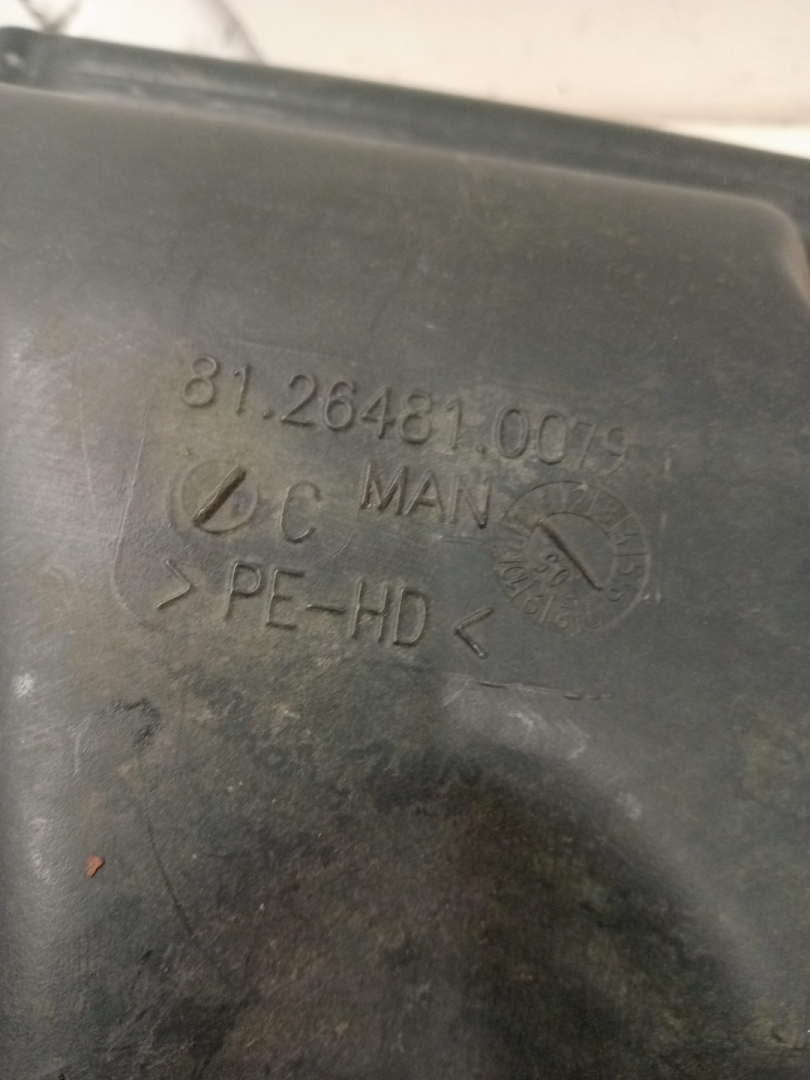 81.26481.0079
C MAN
> PE-HD <